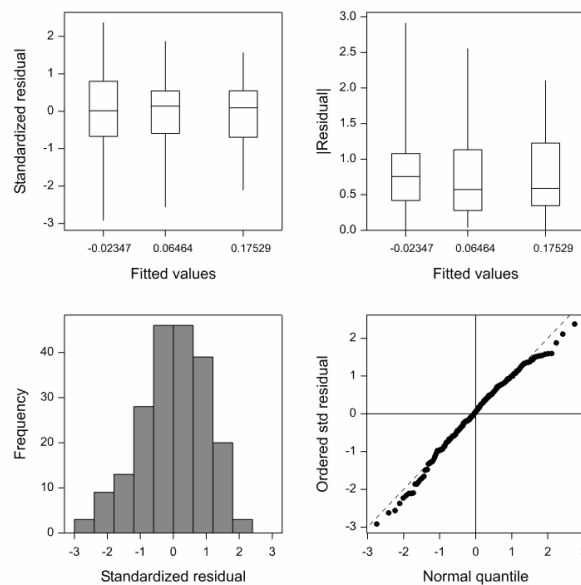 Standardized residual
2
1
0
-1
-2
-3
-0.02347 0.06464 0.17529
Fitted values
|Residual|
3.0
2.5
2.0
1.5
1.0
0.5
0.0
-0.02347 0.06464 0.17529
Fitted values
Frequency
40
30
20
10
0
-3 -2 -1 0 1 2 3
Standardized residual
Ordered std residual
2
1
0
-1
-2
-3
-3 -2 -1 0 1 2
Normal quantile